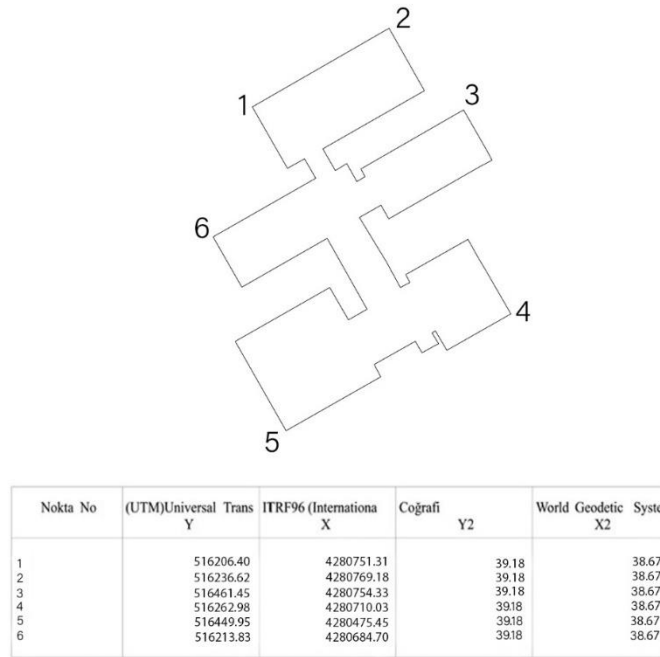 2
1
3
6
4
5
Nokta No (UTM)Universal Trans ITRF96 (Internationa Coğrafi World Geodetic Syste
Y X Y2 X2
1 516206.40 4280751.31 39.18 38.67
2 516236.62 4280769.18 39.18 38.67
3 516461.45 4280754.33 39.18 38.67
4 516262.98 4280710.03 39.18 38.67
5 516449.95 4280475.45 39.18 38.67
6 516213.83 4280684.70 39.18 38.67